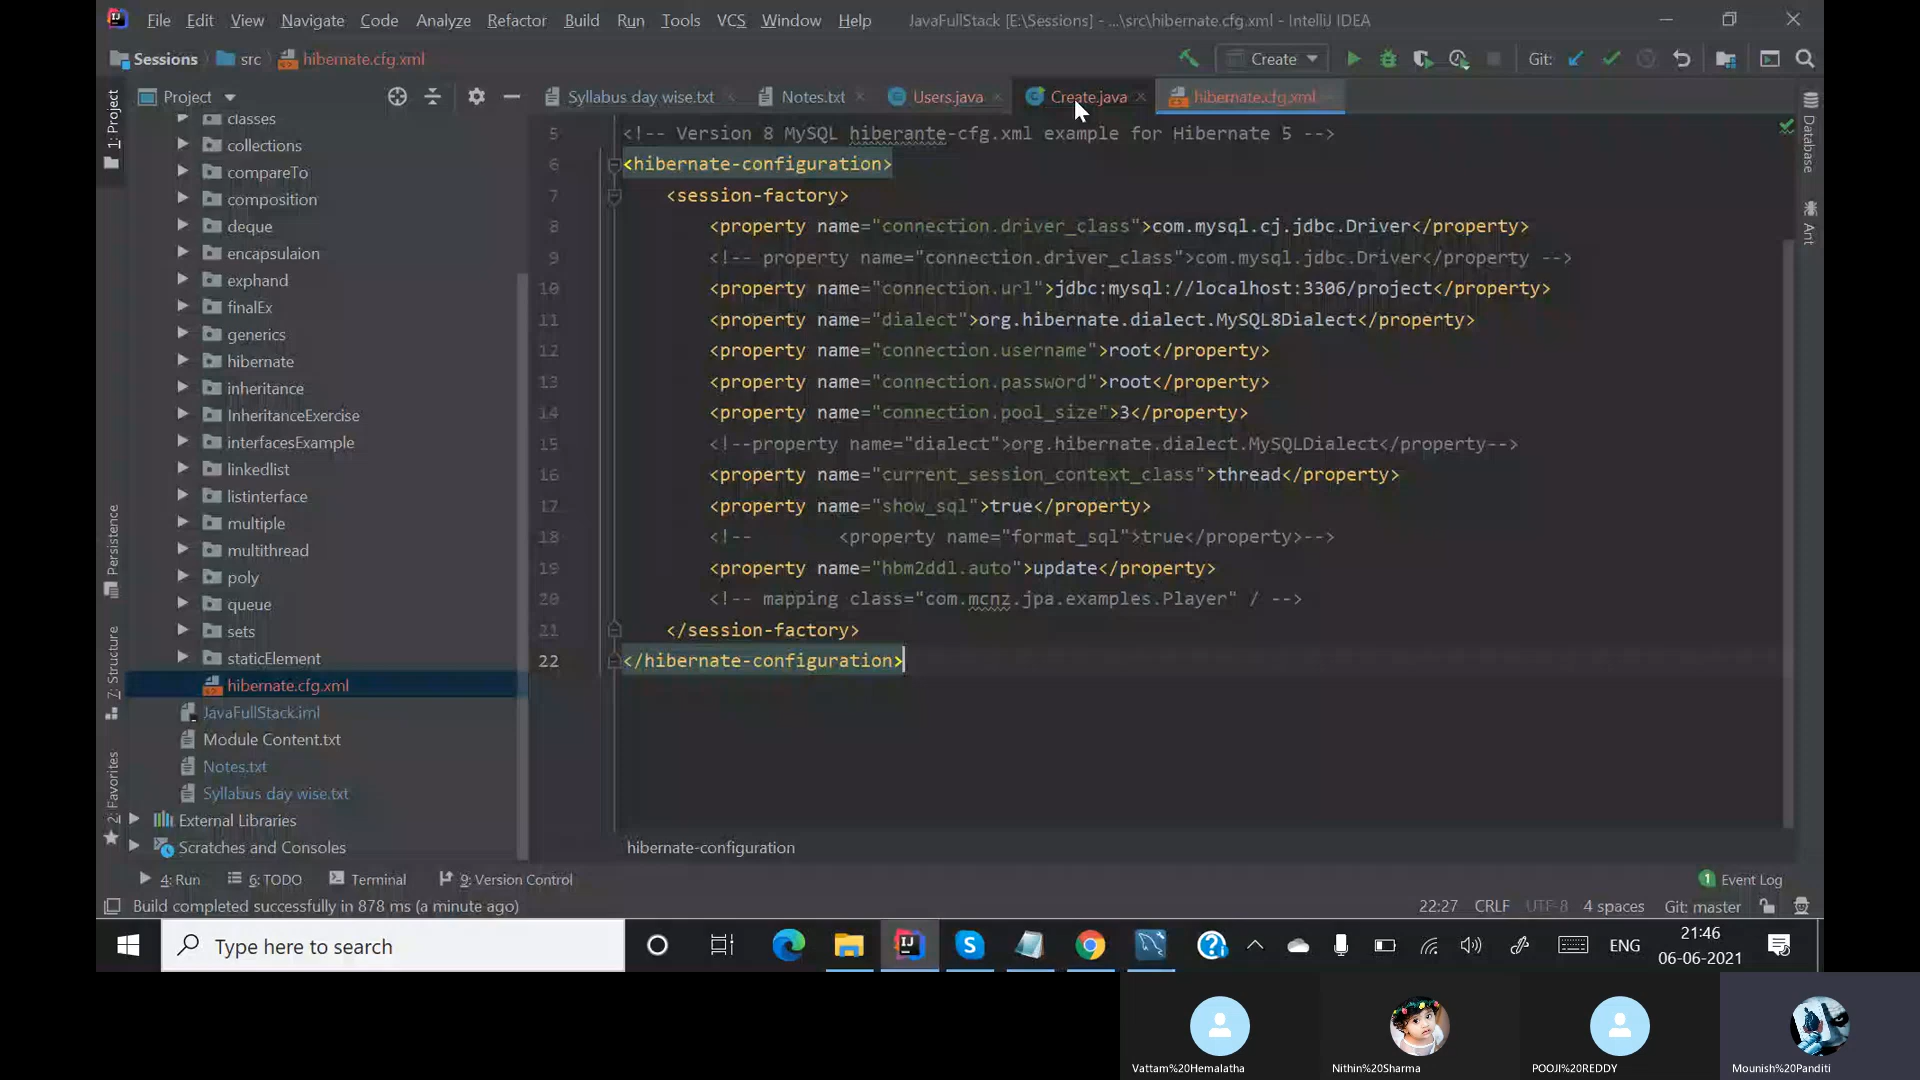 File Edit View Navigate Code Analyze Refactor Build Run Tools VCS Window Help JavaFullStack [E:\Sessions] - ...\src\hibernate.cfg.xml - IntelliJ IDEA
Sessions src hibernate.cfg.xml Create Git:
Project Syllabus day wise.txt Notes.txt Users.java Create.java hibernate.cfg.xml
1: Project
7: Structure
Persistence
2: Favorites
Database
Ant
classes
collections
compareTo
composition
deque
encapsulaion
exphand
finalEx
generics
hibernate
inheritance
InheritanceExercise
interfacesExample
linkedlist
listinterface
multiple
multithread
poly
queue
sets
staticElement
hibernate.cfg.xml
JavaFullStack.iml
Module Content.txt
Notes.txt
Syllabus day wise.txt
External Libraries
Scratches and Consoles
5 <!-- Version 8 MySQL hiberante-cfg.xml example for Hibernate 5 -->
6 <hibernate-configuration>
7 <session-factory>
8 <property name="connection.driver_class">com.mysql.cj.jdbc.Driver</property>
9 <!-- property name="connection.driver_class">com.mysql.jdbc.Driver</property -->
10 <property name="connection.url">jdbc:mysql://localhost:3306/project</property>
11 <property name="dialect">org.hibernate.dialect.MySQL8Dialect</property>
12 <property name="connection.username">root</property>
13 <property name="connection.password">root</property>
14 <property name="connection.pool_size">3</property>
15 <!--property name="dialect">org.hibernate.dialect.MySQLDialect</property-->
16 <property name="current_session_context_class">thread</property>
17 <property name="show_sql">true</property>
18 <!-- <property name="format_sql">true</property>-->
19 <property name="hbm2ddl.auto">update</property>
20 <!-- mapping class="com.mcnz.jpa.examples.Player" / -->
21 </session-factory>
22 </hibernate-configuration>
hibernate-configuration
4: Run 6: TODO Terminal 9: Version Control 1 Event Log
Build completed successfully in 878 ms (a minute ago) 22:27 CRLF UTF-8 4 spaces Git: master
Type here to search ENG 21:46
06-06-2021
Vattam%20Hemalatha Nithin%20Sharma POOJI%20REDDY Mounish%20Panditi